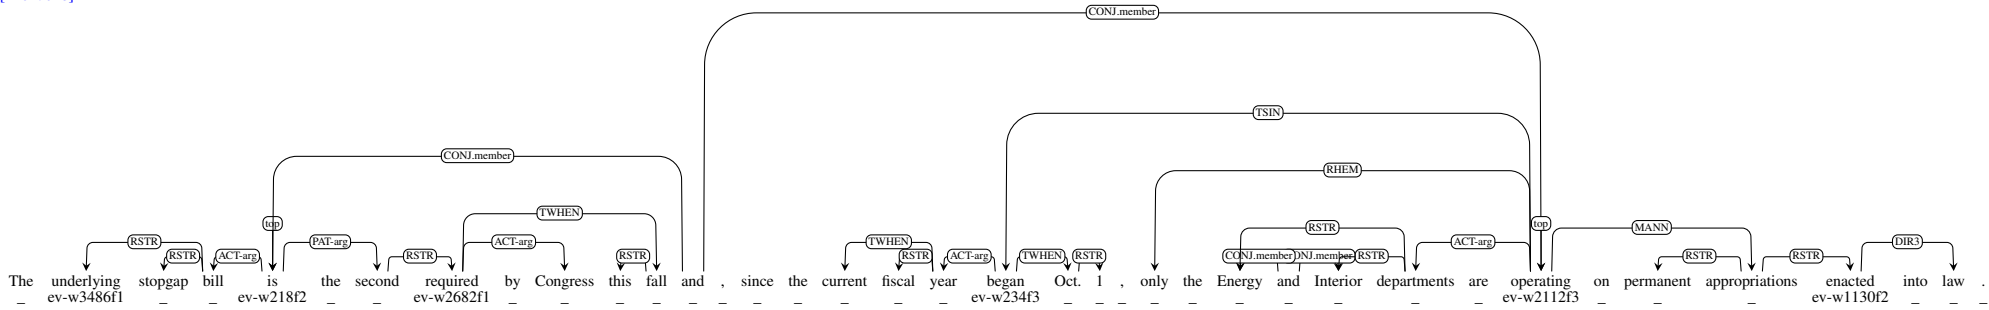 CONJ.member
TSIN
CONJ.member
RHEM
TWHEN top top
RSTR PAT-arg ACT-arg TWHEN RSTR ACT-arg MANN DIR3
RSTR ACT-arg RSTR RSTR RSTR ACT-arg TWHEN RSTR CONJ.member ONJ.member RSTR RSTR RSTR
The underlying stopgap bill is the second required by Congress this fall and , since the current fiscal year began Oct. 1 , only the Energy and Interior departments are operating on permanent appropriations enacted into law .
_ ev-w3486f1 _ _ ev-w218f2 _ _ ev-w2682f1 _ _ _ _ _ _ _ _ _ _ _ ev-w234f3 _ _ _ _ _ _ _ _ _ _ ev-w2112f3 _ _ _ ev-w1130f2 _ _ _